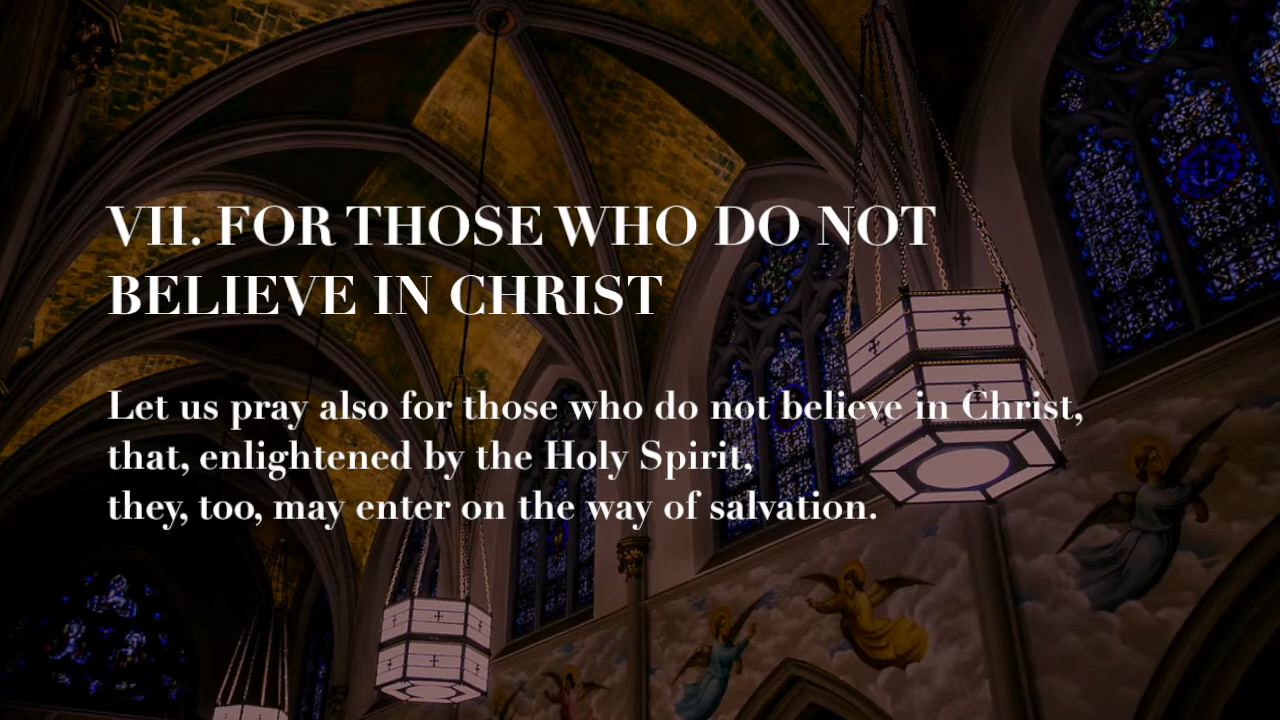 VII. FOR THOSE WHO DO NOT
BELIEVE IN CHRIST
Let us pray also for those who do not believe in Christ,
that, enlightened by the Holy Spirit,
they, too, may enter on the way of salvation.